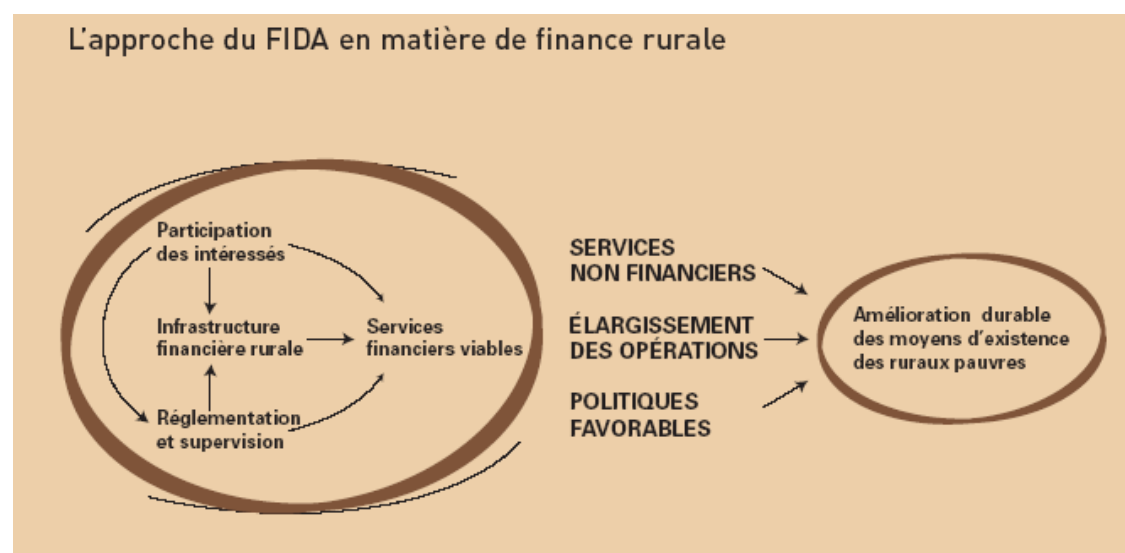 L'approche du FIDA en matière de finance rurale
Participation
des intéressés
Infrastructure
financière rurale
Services
financiers viables
Réglementation
et supervision
SERVICES
NON FINANCIERS
ÉLARGISSEMENT
DES OPÉRATIONS
POLITIQUES
FAVORABLES
Amélioration durable
des moyens d'existence
des ruraux pauvres